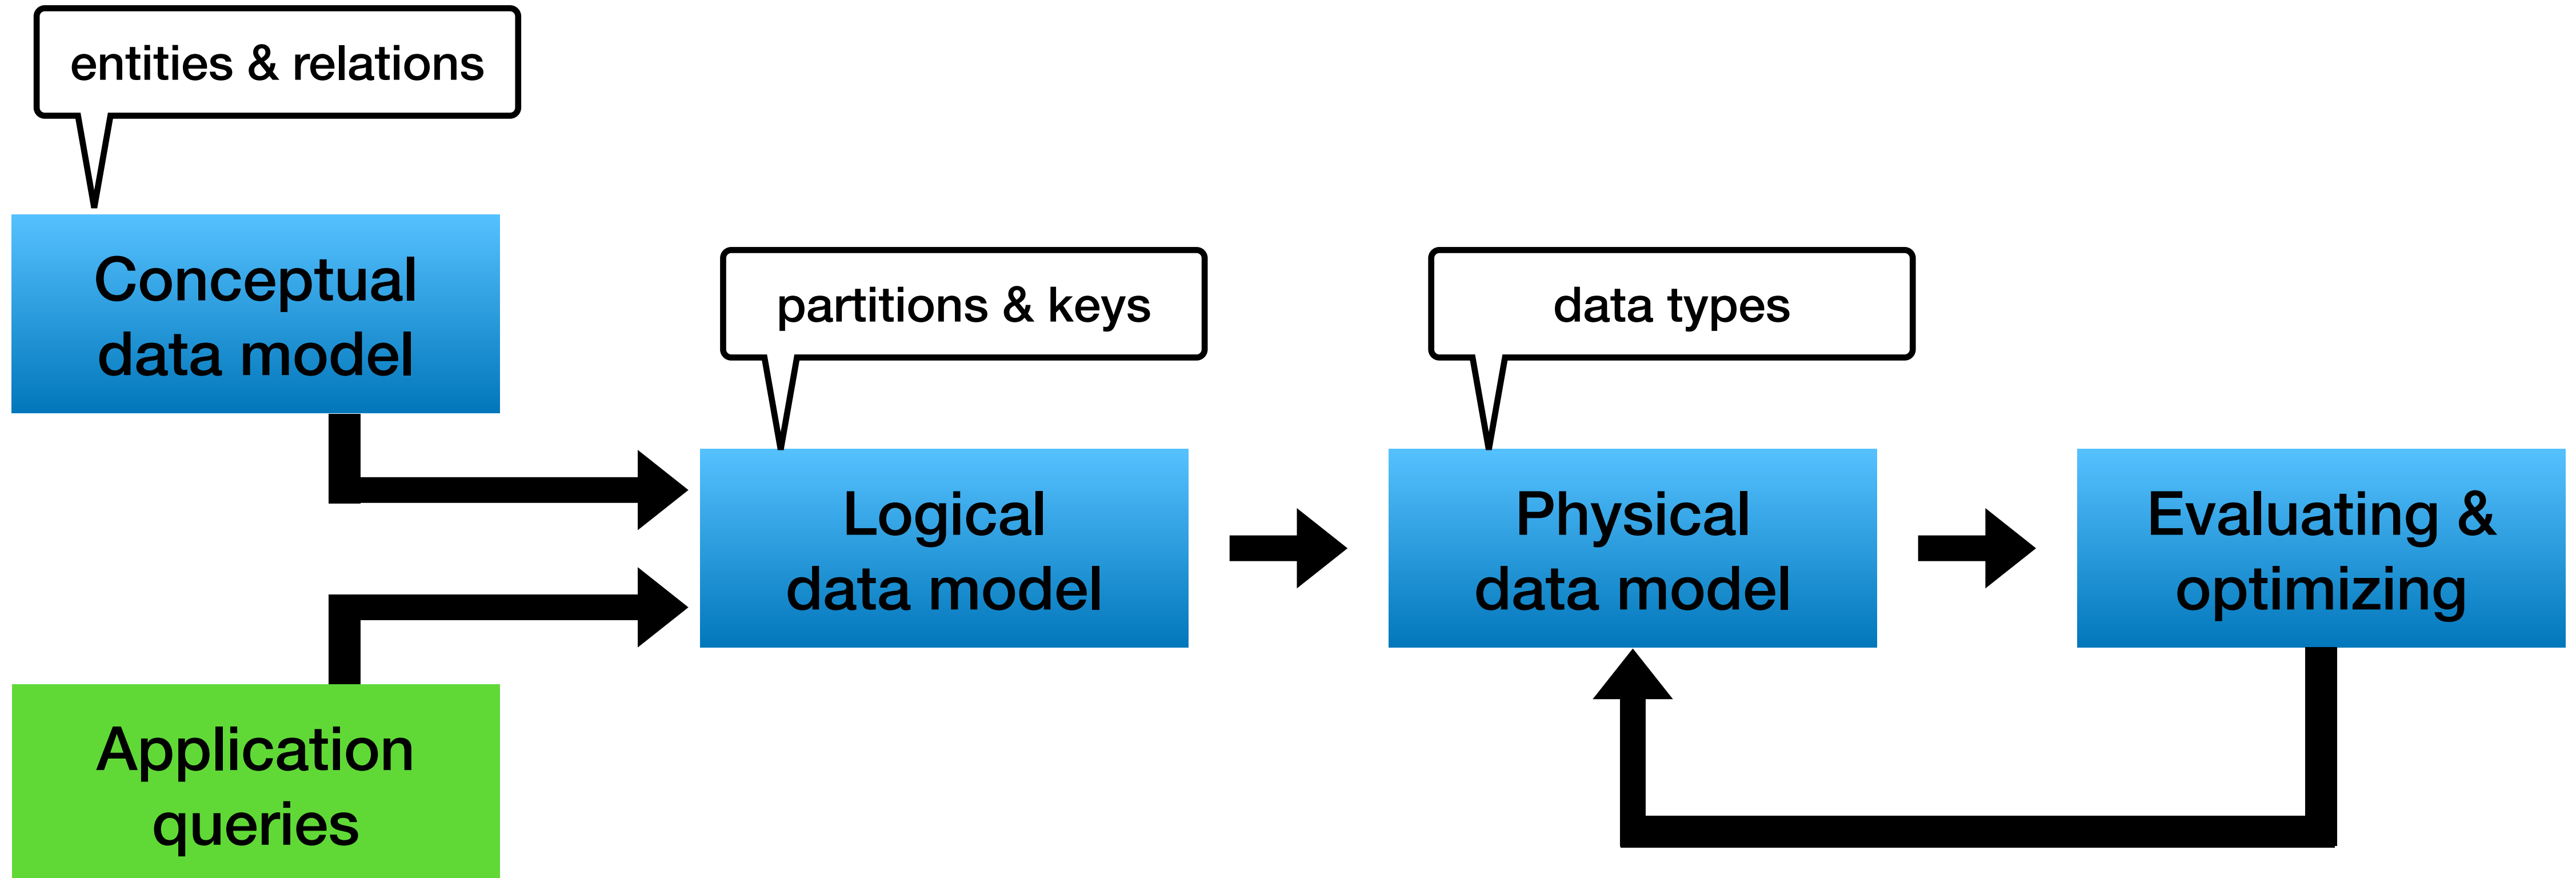 entities & relations
Conceptual
data model
partitions & keys
data types
Logical
data model
Physical
data model
Evaluating &
optimizing
Application
queries